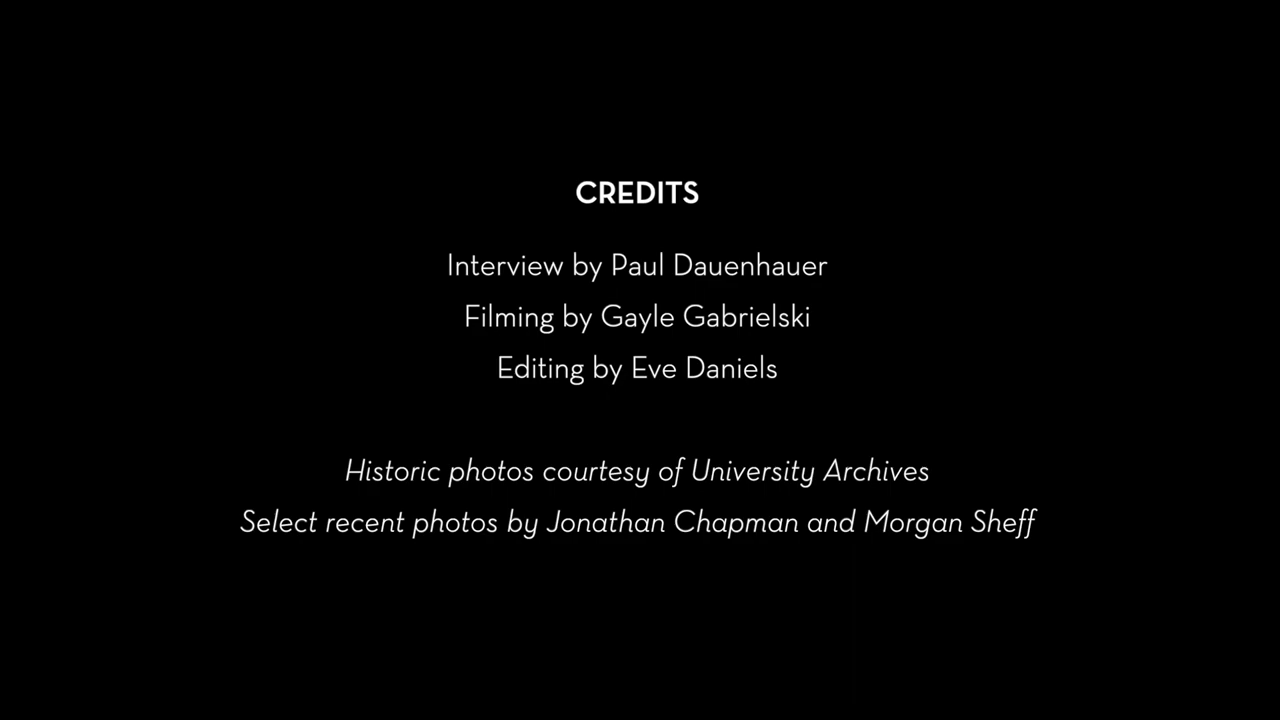 CREDITS
Interview by Paul Dauenhauer
Filming by Gayle Gabrielski
Editing by Eve Daniels
Historic photos courtesy of University Archives
Select recent photos by Jonathan Chapman and Morgan Sheff